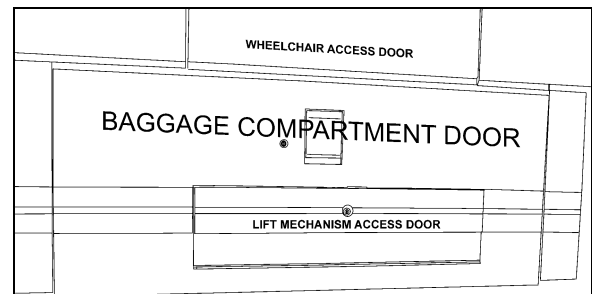 WHEELCHAIR ACCESS DOOR
BAGGAGE COMPARTMENT DOOR
LIFT MECHANISM ACCESS DOOR